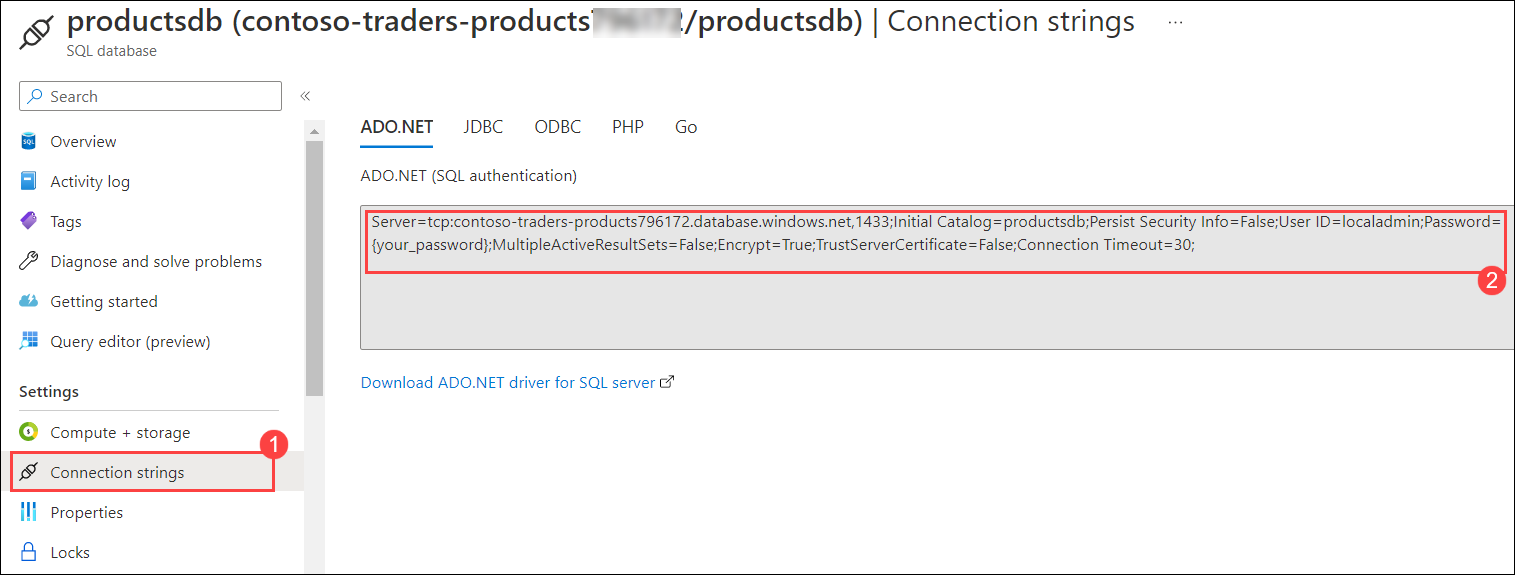 productsdb (contoso-traders-products /productsdb) | Connection strings ...
SQL database
Search «
Overview
Activity log
Tags
Diagnose and solve problems
Getting started
Query editor (preview)
Settings
Compute + storage
1
Connection strings
Properties
Locks
ADO.NET JDBC ODBC PHP Go
ADO.NET (SQL authentication)
Server=tcp:contoso-traders-products796172.database.windows.net,1433;Initial Catalog=productsdb;Persist Security Info=False;User ID=localadmin;Password=
{your_password};MultipleActiveResultSets=False;Encrypt=True;TrustServerCertificate=False;Connection Timeout=30;
2
Download ADO.NET driver for SQL server